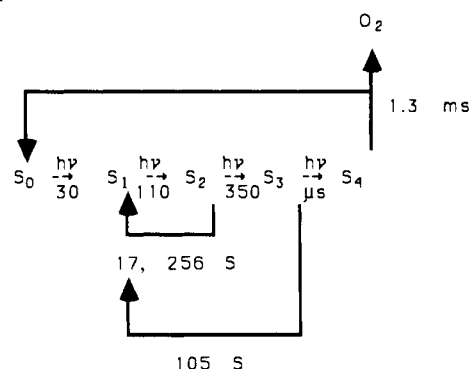 O2
1.3 ms
hν hν hν hν
S0 → S1 → S2 → S3 → S4
30 110 350 μs
17, 256 S
105 S